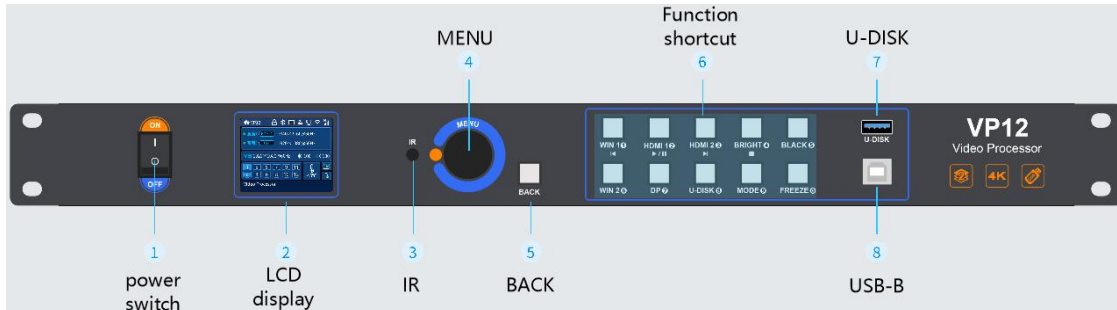 Function
shortcut
MENU
U-DISK
4
6
7
ON
OFF
MENU
IR
BACK
WIN 1
HDMI 1
HDMI 2
BRIGHT
BLACK
WIN 2
DP
U-DISK
MODE
FREEZE
U-DISK
VP12
Video Processor
4K
Video Processor
1
2
3
5
8
power
switch
LCD
display
IR
BACK
USB-B